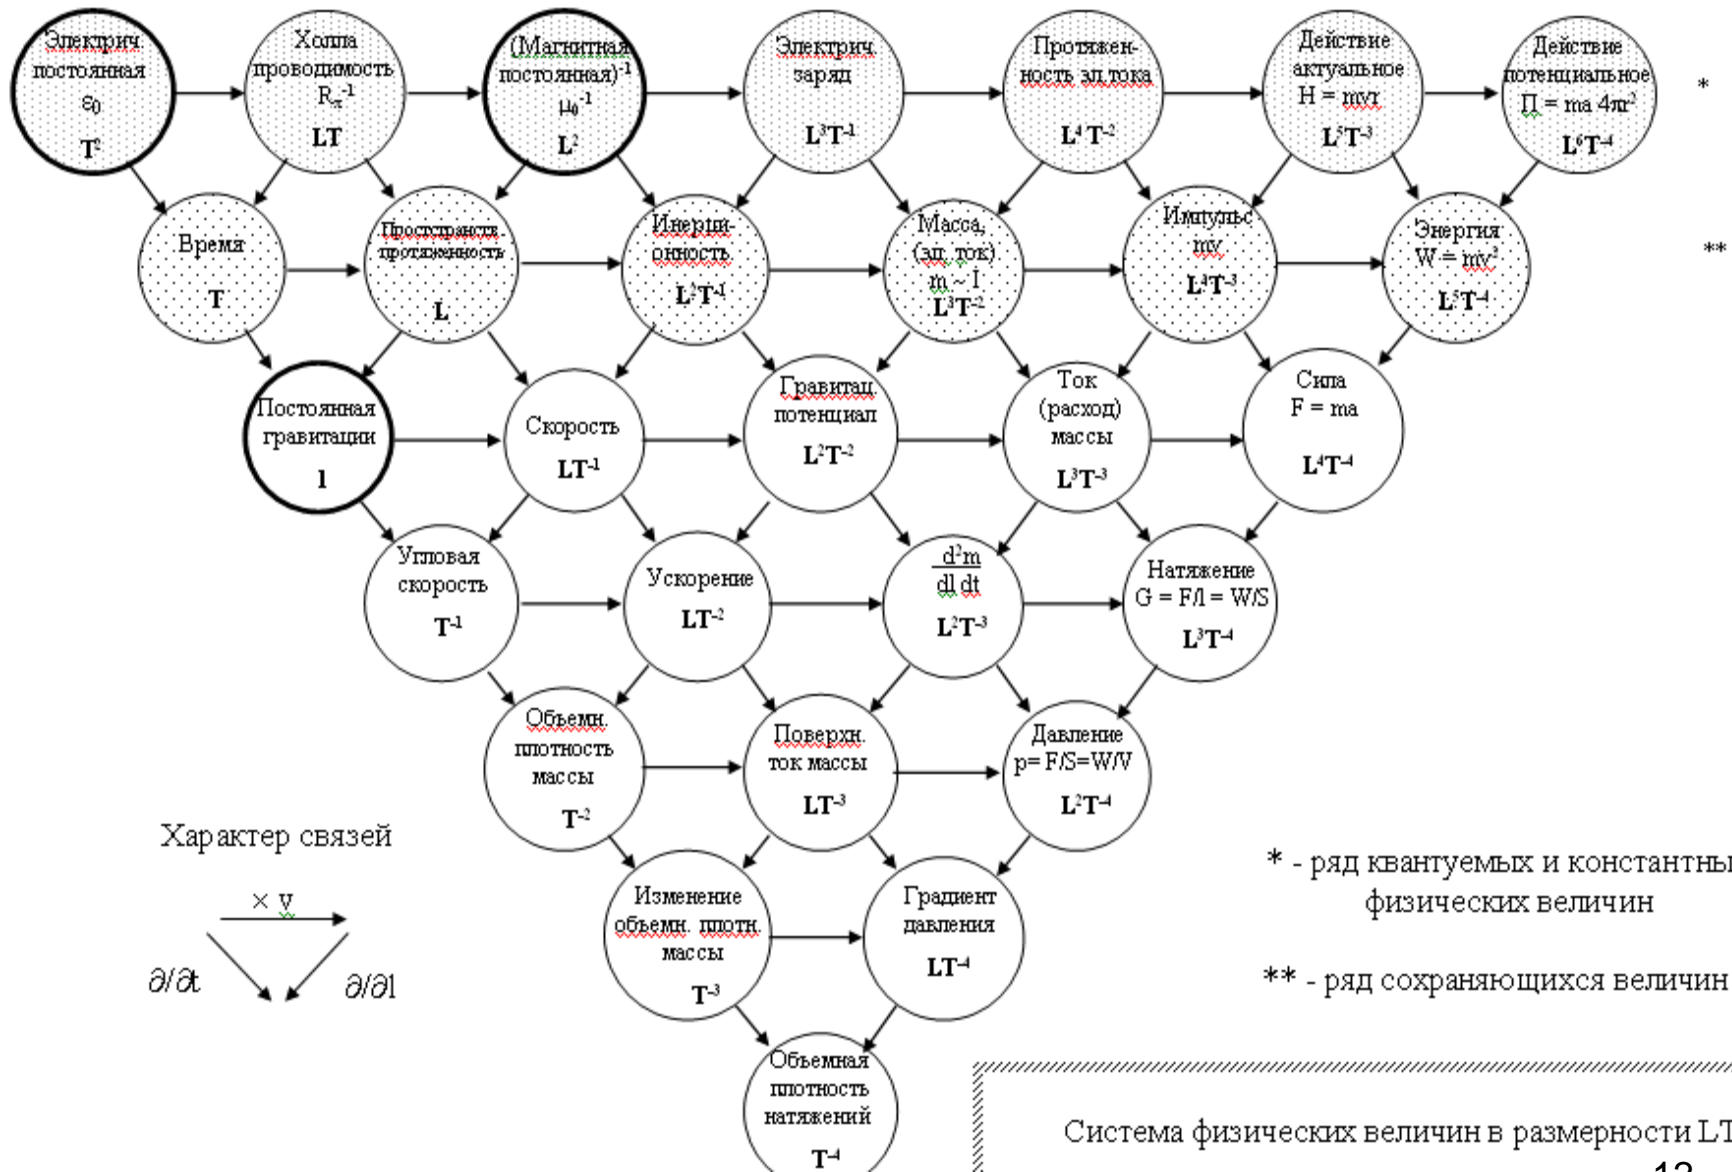 Электрич.
постоянная
ε₀
T²
Холла
проводимость
Rₓ⁻¹
LT
(Магнитная
постоянная)⁻¹
μ₀⁻¹
L²
Электрич.
заряд
L³T⁻¹
Протяжен-
ность эл.тока
L⁴T⁻²
Действие
актуальное
H = mvr
L⁵T⁻³
Действие
потенциальное
П = ma 4πr²
L⁶T⁻⁴
*
Время
T
протяженность
L
Инерци-
онность
L²T⁻¹
Масса,
(эл. ток)
m ~ I
L³T⁻²
Импульс
mv
L⁴T⁻³
Энергия
W = mv²
L⁵T⁻⁴
**
Постоянная
гравитации
1
Скорость
LT⁻¹
Гравитац.
потенциал
L²T⁻²
Ток
(расход)
массы
L³T⁻³
Сила
F = ma
L⁴T⁻⁴
Угловая
скорость
T⁻¹
Ускорение
LT⁻²
d²m
dl dt
L²T⁻³
Натяжение
G = F/l = W/S
L³T⁻⁴
Объемн.
плотность
массы
T⁻²
Поверхн.
ток массы
LT⁻³
Давление
p= F/S=W/V
L²T⁻⁴
Характер связей
× v
∂/∂t
∂/∂l
Изменение
объемн. плотн.
массы
T⁻³
Градиент
давления
LT⁻⁴
* - ряд квантуемых и константны
физических величин
** - ряд сохраняющихся величин
Объемная
плотность
натяжений
T⁻⁴
Система физических величин в размерности LT